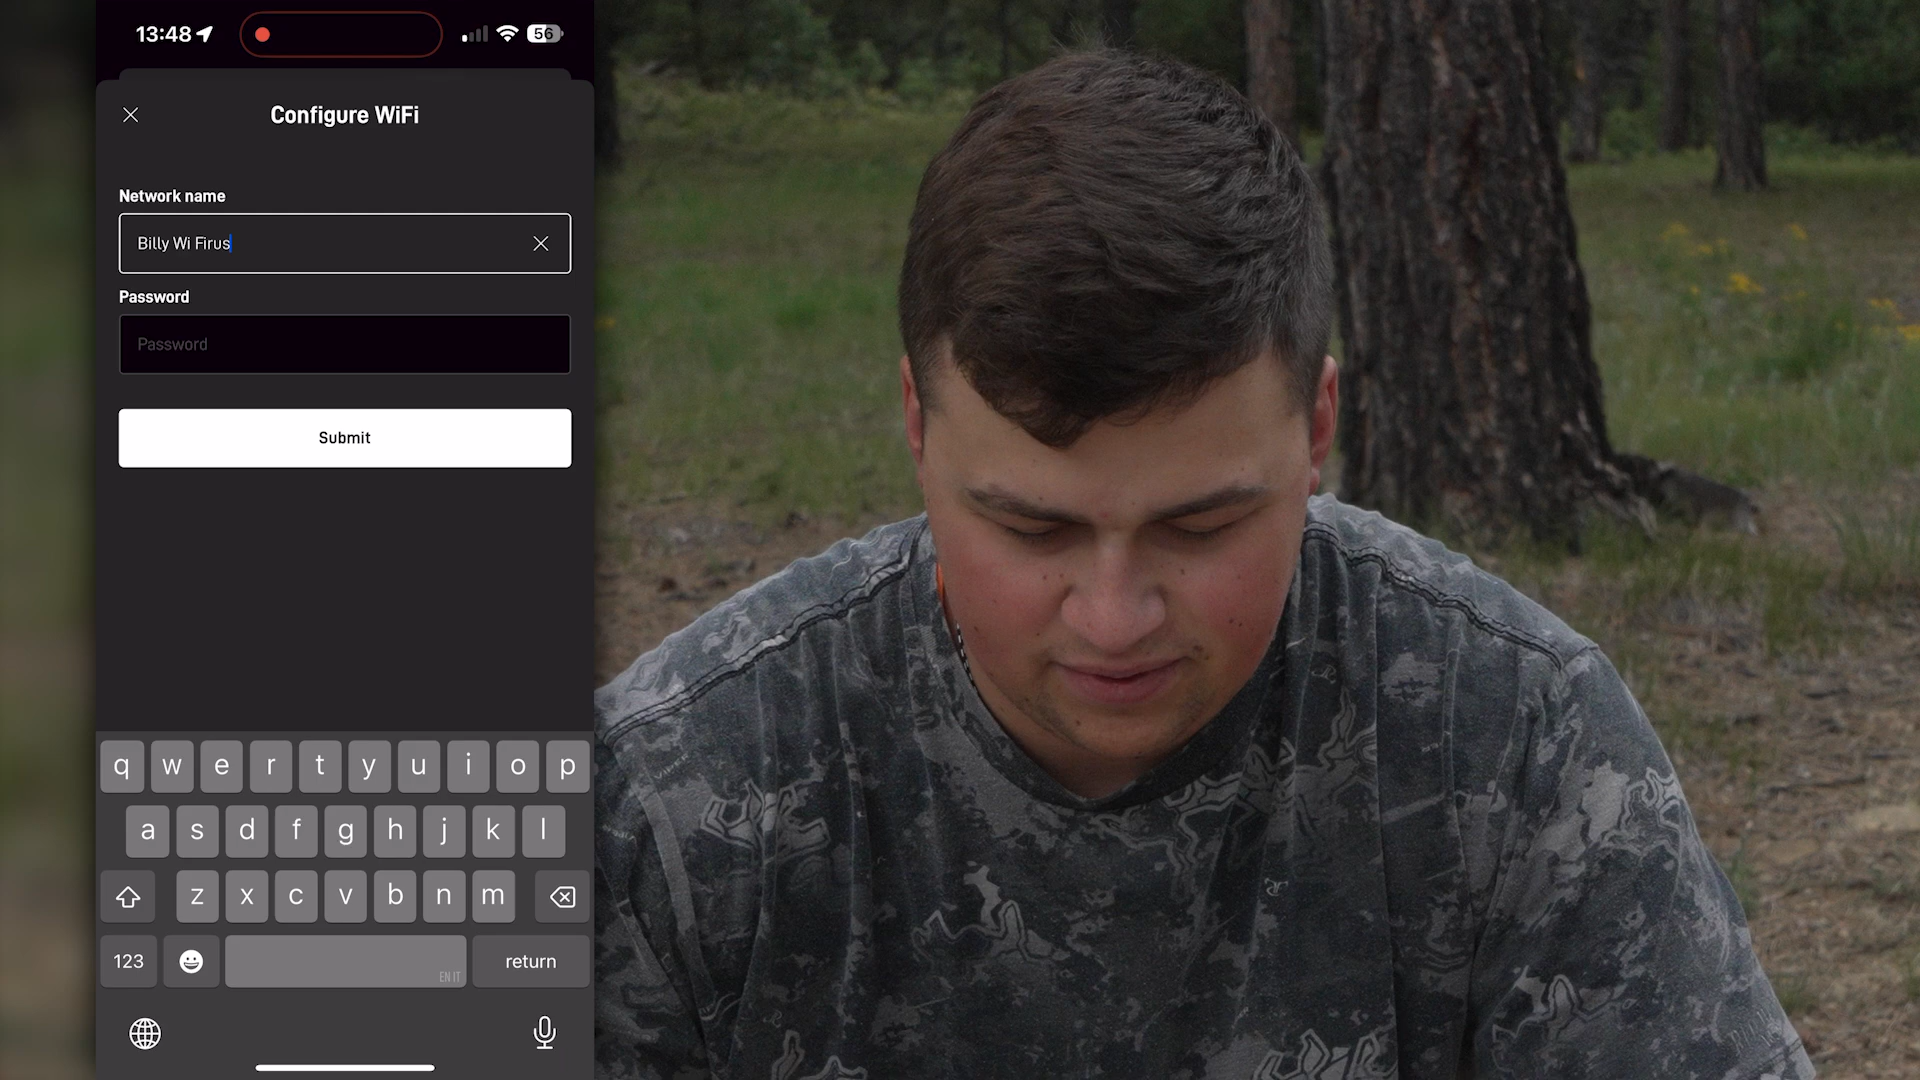 13:48
56
Configure WiFi
Network name
Billy Wi Firus
Password
Password
Submit
q w e r t y u i o p
a s d f g h j k l
z x c v b n m
123
EN IT
return